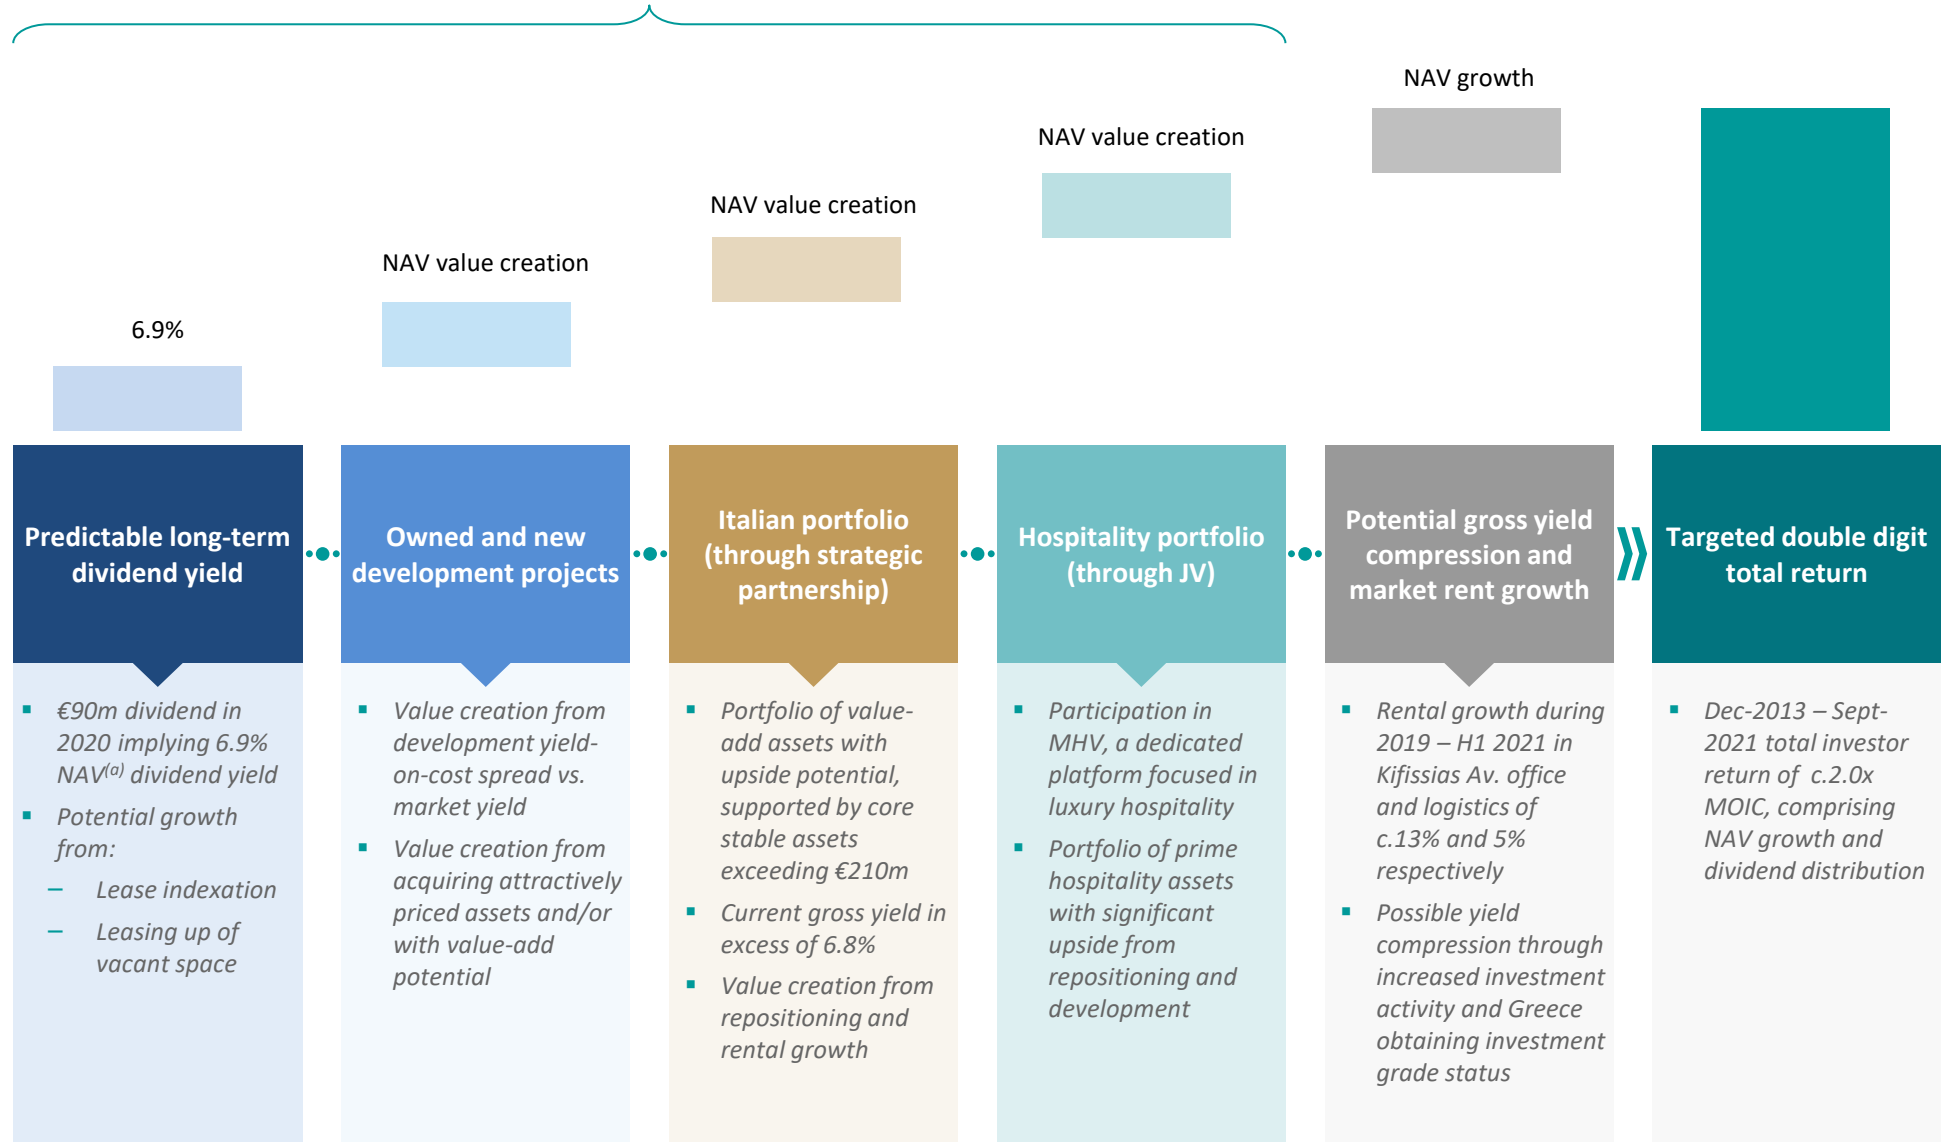 NAV growth
NAV value creation
NAV value creation
NAV value creation
6.9%
Predictable long-term
dividend yield
▪ €90m dividend in
2020 implying 6.9%
NAV(a) dividend yield
▪ Potential growth
from:
– Lease indexation
– Leasing up of
vacant space
Owned and new
development projects
▪ Value creation from
development yield-
on-cost spread vs.
market yield
▪ Value creation from
acquiring attractively
priced assets and/or
with value-add
potential
Italian portfolio
(through strategic
partnership)
▪ Portfolio of value-
add assets with
upside potential,
supported by core
stable assets
exceeding €210m
▪ Current gross yield in
excess of 6.8%
▪ Value creation from
repositioning and
rental growth
Hospitality portfolio
(through JV)
▪ Participation in
MHV, a dedicated
platform focused in
luxury hospitality
▪ Portfolio of prime
hospitality assets
with significant
upside from
repositioning and
development
Potential gross yield
compression and
market rent growth
▪ Rental growth during
2019 – H1 2021 in
Kifissias Av. office
and logistics of
c.13% and 5%
respectively
▪ Possible yield
compression through
increased investment
activity and Greece
obtaining investment
grade status
Targeted double digit
total return
▪ Dec-2013 – Sept-
2021 total investor
return of c.2.0x
MOIC, comprising
NAV growth and
dividend distribution